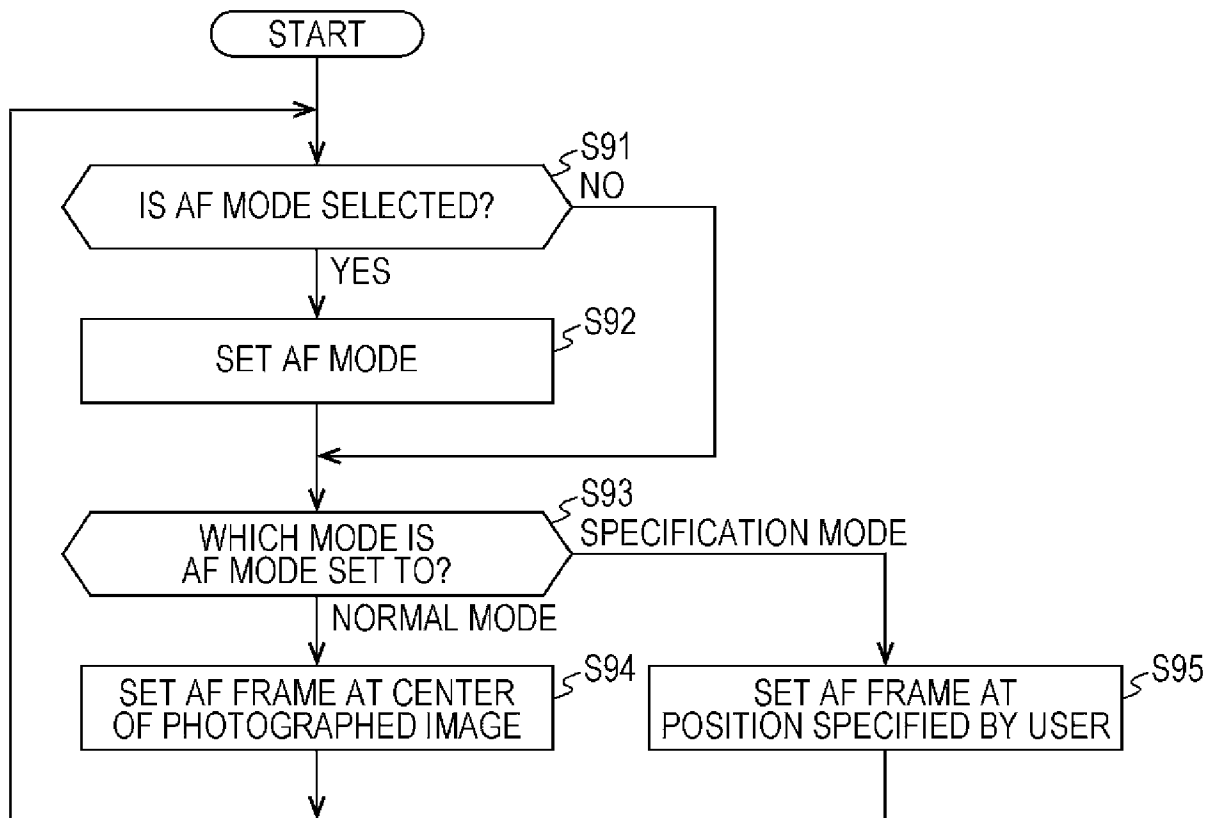 START
S91
IS AF MODE SELECTED?
NO
YES
S92
SET AF MODE
S93
WHICH MODE IS
AF MODE SET TO?
SPECIFICATION MODE
NORMAL MODE
S94
SET AF FRAME AT CENTER
OF PHOTOGRAPHED IMAGE
S95
SET AF FRAME AT
POSITION SPECIFIED BY USER